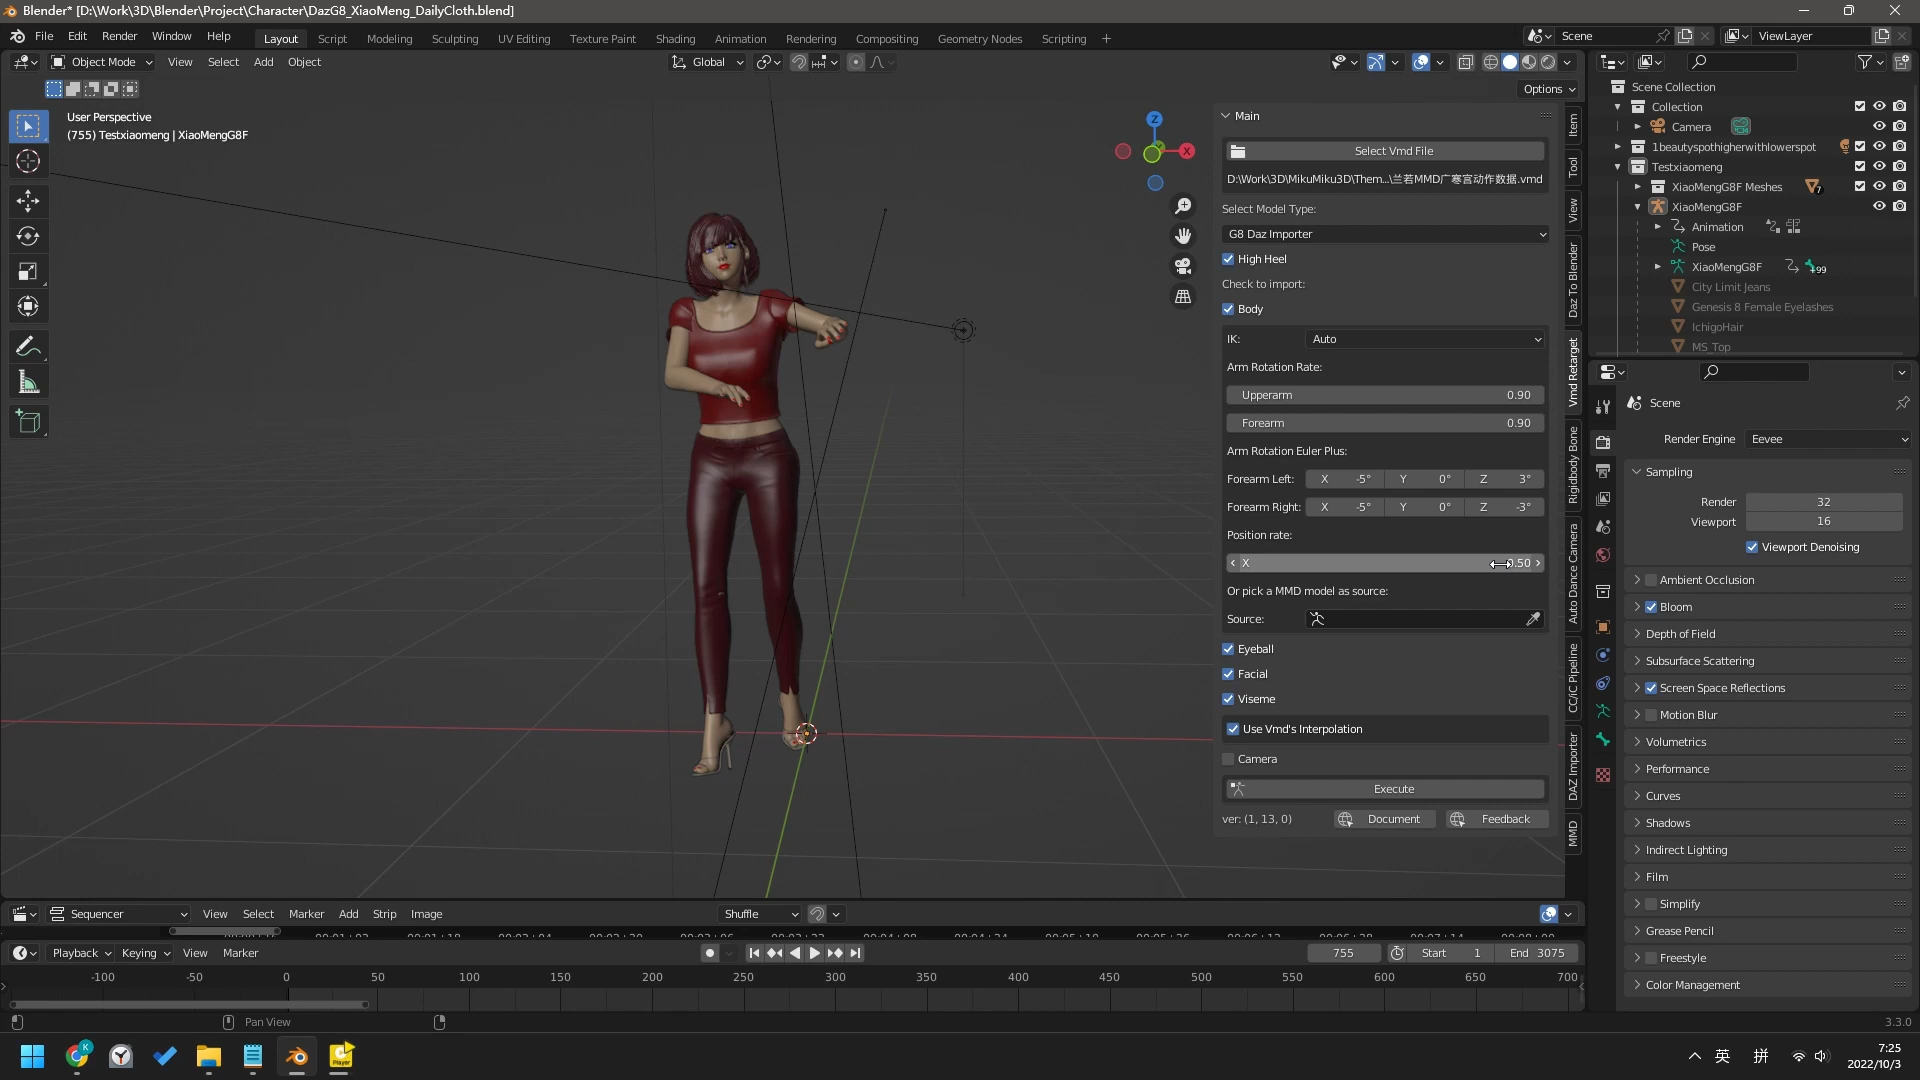 Blender* [D:\Work\3D\Blender\Project\Character\DazG8_XiaoMeng_DailyCloth.blend]
File Edit Render Window Help Layout Script Modeling Sculpting UV Editing Texture Paint Shading Animation Rendering Compositing Geometry Nodes Scripting + Scene ViewLayer
Object Mode View Select Add Object Global
Options
User Perspective
(755) Testxiaomeng | XiaoMengG8F
Z
X
Main
Select Vmd File
D:\Work\3D\MikuMiku3D\Them...\兰若MMD广寒宫动作数据.vmd
Select Model Type:
G8 Daz Importer
High Heel
Check to import:
Body
IK: Auto
Arm Rotation Rate:
Upperarm 0.90
Forearm 0.90
Arm Rotation Euler Plus:
Forearm Left: X -5° Y 0° Z 3°
Forearm Right: X -5° Y 0° Z -3°
Position rate:
X 0.50
Or pick a MMD model as source:
Source:
Eyeball
Facial
Viseme
Use Vmd's Interpolation
Camera
Execute
ver: (1, 13, 0) Document Feedback
Item
Tool
View
Daz To Blender
Vmd Retarget
Rigidbody Bone
Auto Dance Camera
CC/iC Pipeline
DAZ Importer
MMD
Scene Collection
Collection
Camera
1beautyspothigherwithlowerspot
Testxiaomeng
XiaoMengG8F Meshes 7
XiaoMengG8F
Animation
Pose
XiaoMengG8F +99
City Limit Jeans
Genesis 8 Female Eyelashes
IchigoHair
MS_Top
Scene
Render Engine Eevee
Sampling
Render 32
Viewport 16
Viewport Denoising
Ambient Occlusion
Bloom
Depth of Field
Subsurface Scattering
Screen Space Reflections
Motion Blur
Volumetrics
Performance
Curves
Shadows
Indirect Lighting
Film
Simplify
Grease Pencil
Freestyle
Color Management
Sequencer View Select Marker Add Strip Image Shuffle
Playback Keying View Marker 755 Start 1 End 3075
-100 -50 0 50 100 150 200 250 300 350 400 450 500 550 600 650 700
Pan View 3.3.0
K
Player
英 拼 7:25
2022/10/3